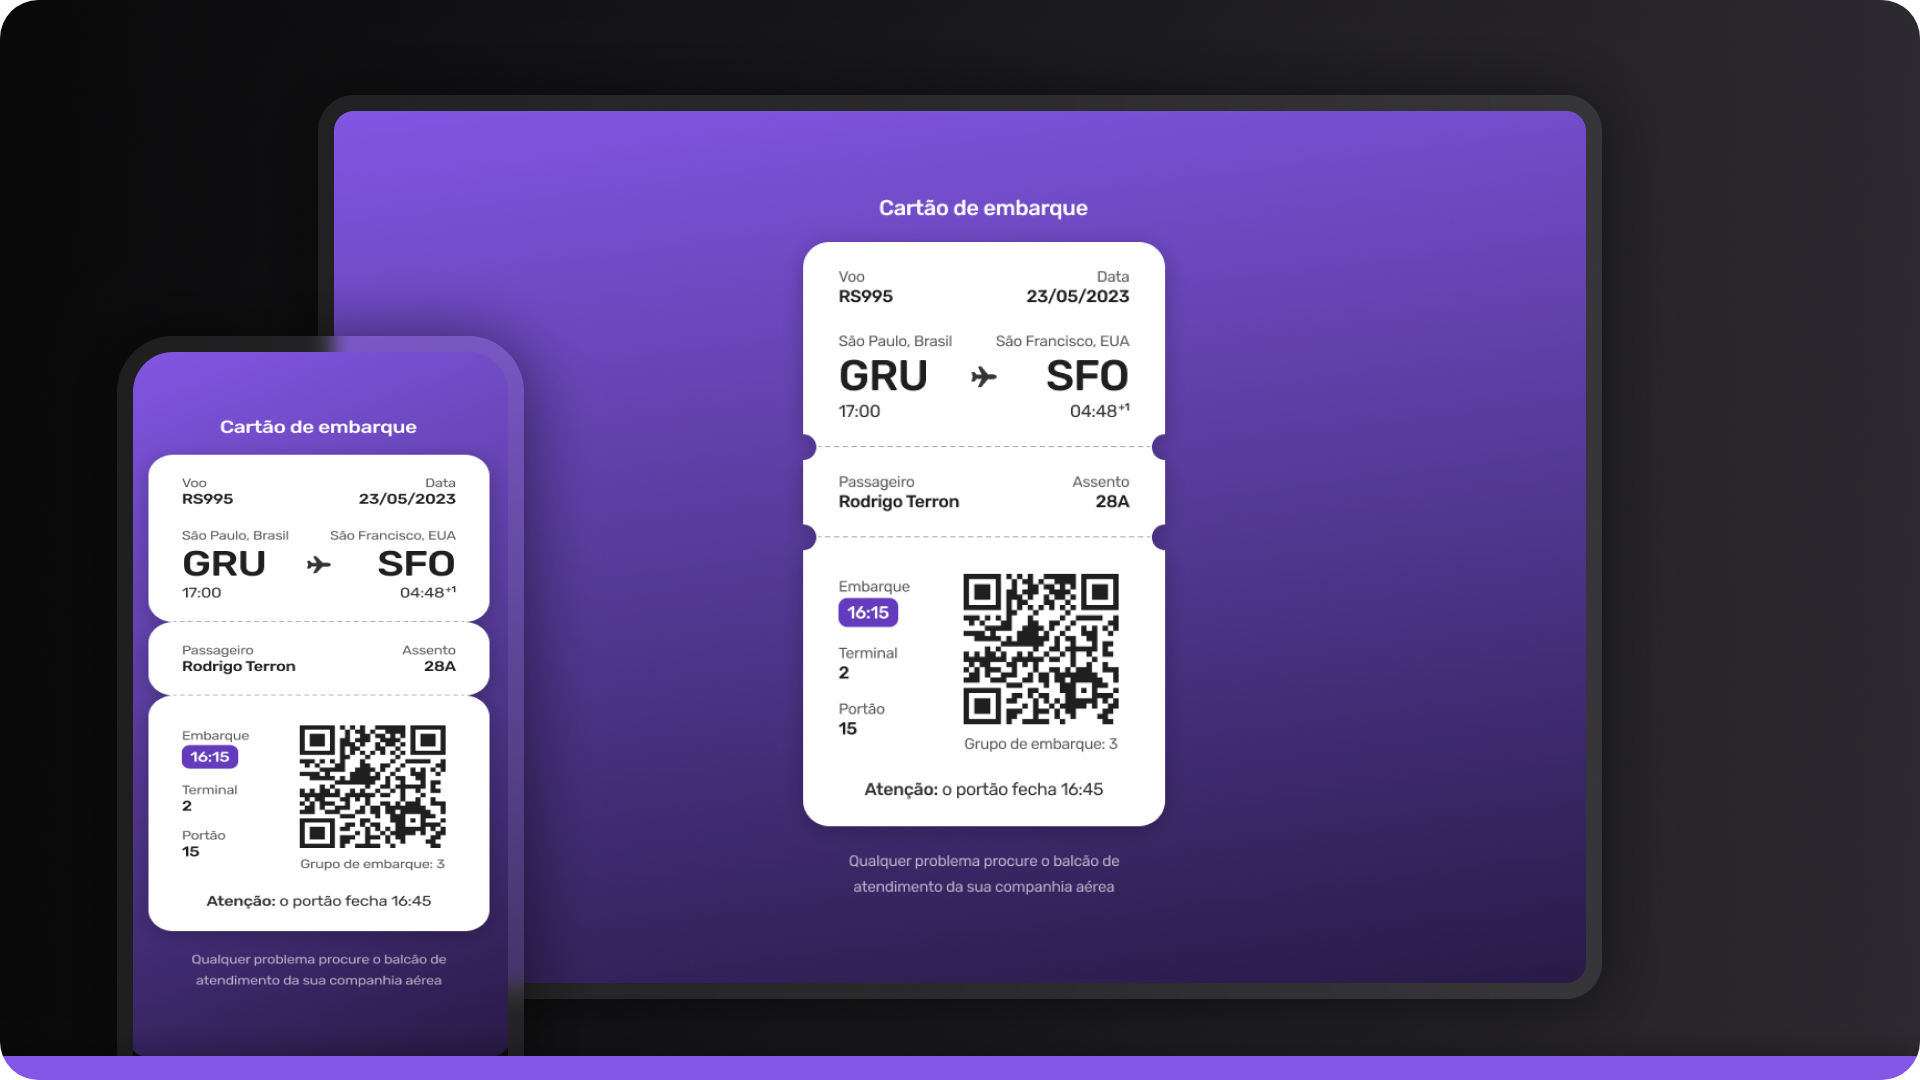 Cartão de embarque
Voo Data
RS995 23/05/2023
São Paulo, Brasil São Francisco, EUA
GRU SFO
17:00 04:48+1
Passageiro Assento
Rodrigo Terron 28A
Embarque
16:15
Terminal
2
Portão
15
Grupo de embarque: 3
Atenção: o portão fecha 16:45
Qualquer problema procure o balcão de
atendimento da sua companhia aérea
Cartão de embarque
Voo Data
RS995 23/05/2023
São Paulo, Brasil São Francisco, EUA
GRU SFO
17:00 04:48+1
Passageiro Assento
Rodrigo Terron 28A
Embarque
16:15
Terminal
2
Portão
15
Grupo de embarque: 3
Atenção: o portão fecha 16:45
Qualquer problema procure o balcão de
atendimento da sua companhia aérea